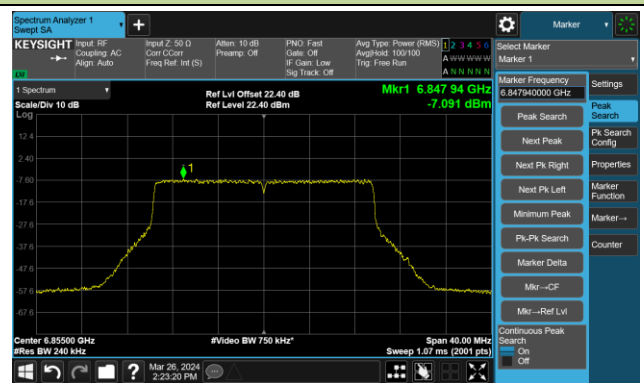 Spectrum Analyzer 1
Swept SA
+
Marker
KEYSIGHT
Input: RF
Coupling: AC
Align: Auto
Input Z: 50 Ω
Corr CCorr
Freq Ref: Int (S)
Atten: 10 dB
Preamp: Off
PNO: Fast
Gate: Off
IF Gain: Low
Sig Track: Off
Avg Type: Power (RMS)
Avg|Hold: 100/100
Trig: Free Run
1 2 3 4 5 6
A W W W W W
A N N N N N
LW
Select Marker
Marker 1
1 Spectrum
Scale/Div 10 dB
Log
Ref Lvl Offset 22.40 dB
Ref Level 22.40 dBm
Mkr1 6.847 94 GHz
-7.091 dBm
12.4
2.40
-7.60
-17.6
-27.6
-37.6
-47.6
-57.6
-67.6
1
Center 6.85500 GHz
#Res BW 240 kHz
#Video BW 750 kHz*
Span 40.00 MHz
Sweep 1.07 ms (2001 pts)
Marker Frequency
6.847940000 GHz
Peak Search
Next Peak
Next Pk Right
Next Pk Left
Minimum Peak
Pk-Pk Search
Marker Delta
Mkr→CF
Mkr→Ref Lvl
Continuous Peak
Search
On
Off
Settings
Peak
Search
Pk Search
Config
Properties
Marker
Function
Marker→
Counter
?
Mar 26, 2024
2:23:20 PM